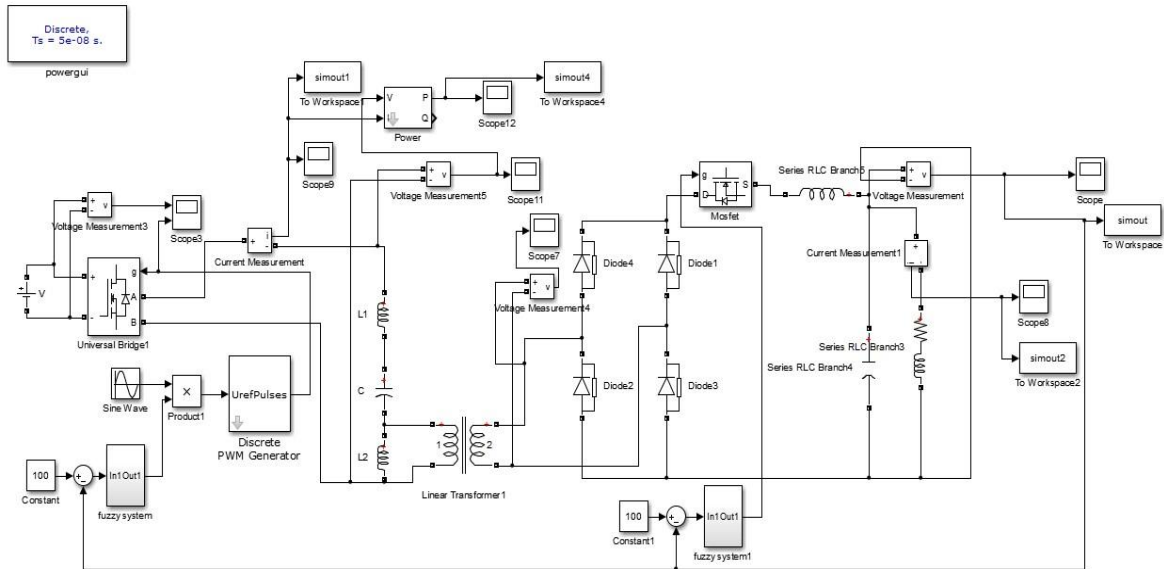 Discrete,
Ts = 5e-08 s.
powergui
simout1
To Workspace1
V
P
I
Q
Power
Scope12
simout4
To Workspace4
Scope9
+
-
v
Voltage Measurement5
Scope11
g
D
S
Mosfet
Series RLC Branch5
+
-
v
Voltage Measurement
Scope
simout
To Workspace
+
-
v
Voltage Measurement3
Scope3
+
i
-
Current Measurement
Scope7
+
-
v
Voltage Measurement4
Diode4
Diode1
Current Measurement1
+
-
i
Scope8
+
V
g
+
A
-
B
Universal Bridge1
L1
C
L2
Diode2
Diode3
Series RLC Branch3
Series RLC Branch4
simout2
To Workspace2
Sine Wave
×
Product1
UrefPulses
Discrete
PWM Generator
1
2
Linear Transformer1
100
Constant
+
-
In1Out1
fuzzy system
100
Constant1
+
-
In1Out1
fuzzy system1